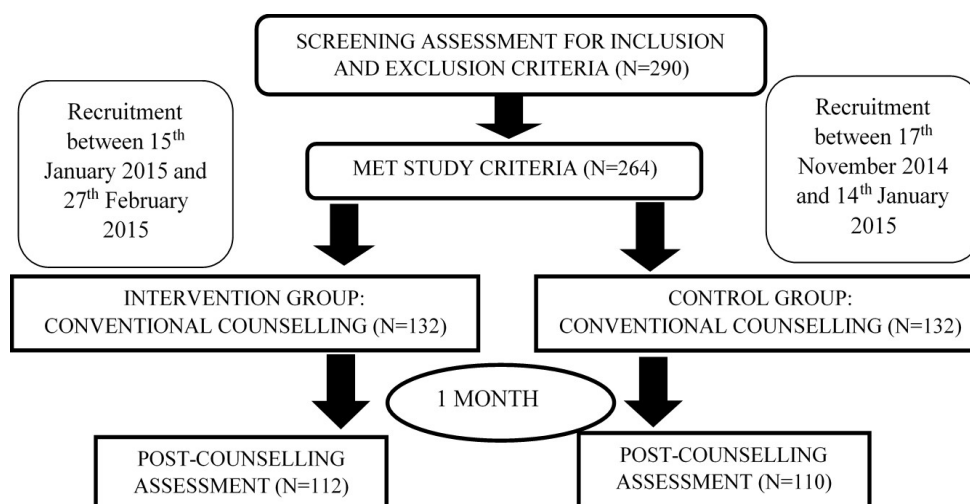 SCREENING ASSESSMENT FOR INCLUSION
AND EXCLUSION CRITERIA (N=290)
Recruitment
between 15th
January 2015 and
27th February
2015
Recruitment
between 17th
November 2014
and 14th January
2015
MET STUDY CRITERIA (N=264)
INTERVENTION GROUP:
CONVENTIONAL COUNSELLING (N=132)
CONTROL GROUP:
CONVENTIONAL COUNSELLING (N=132)
1 MONTH
POST-COUNSELLING
ASSESSMENT (N=112)
POST-COUNSELLING
ASSESSMENT (N=110)